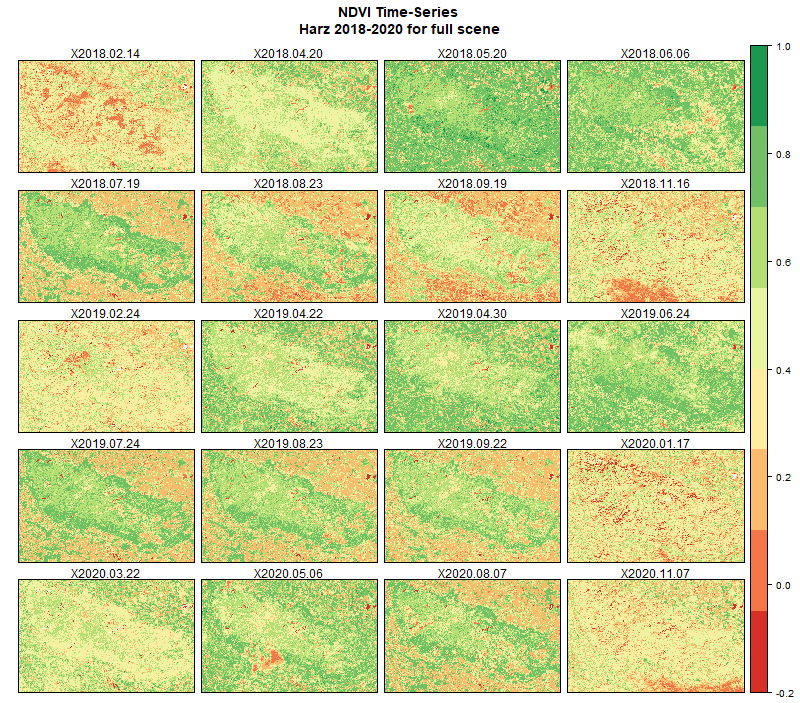 NDVI Time-Series
Harz 2018-2020 for full scene
X2018.02.14
X2018.04.20
X2018.05.20
X2018.06.06
X2018.07.19
X2018.08.23
X2018.09.19
X2018.11.16
X2019.02.24
X2019.04.22
X2019.04.30
X2019.06.24
X2019.07.24
X2019.08.23
X2019.09.22
X2020.01.17
X2020.03.22
X2020.05.06
X2020.08.07
X2020.11.07
1.0
0.8
0.6
0.4
0.2
0.0
-0.2